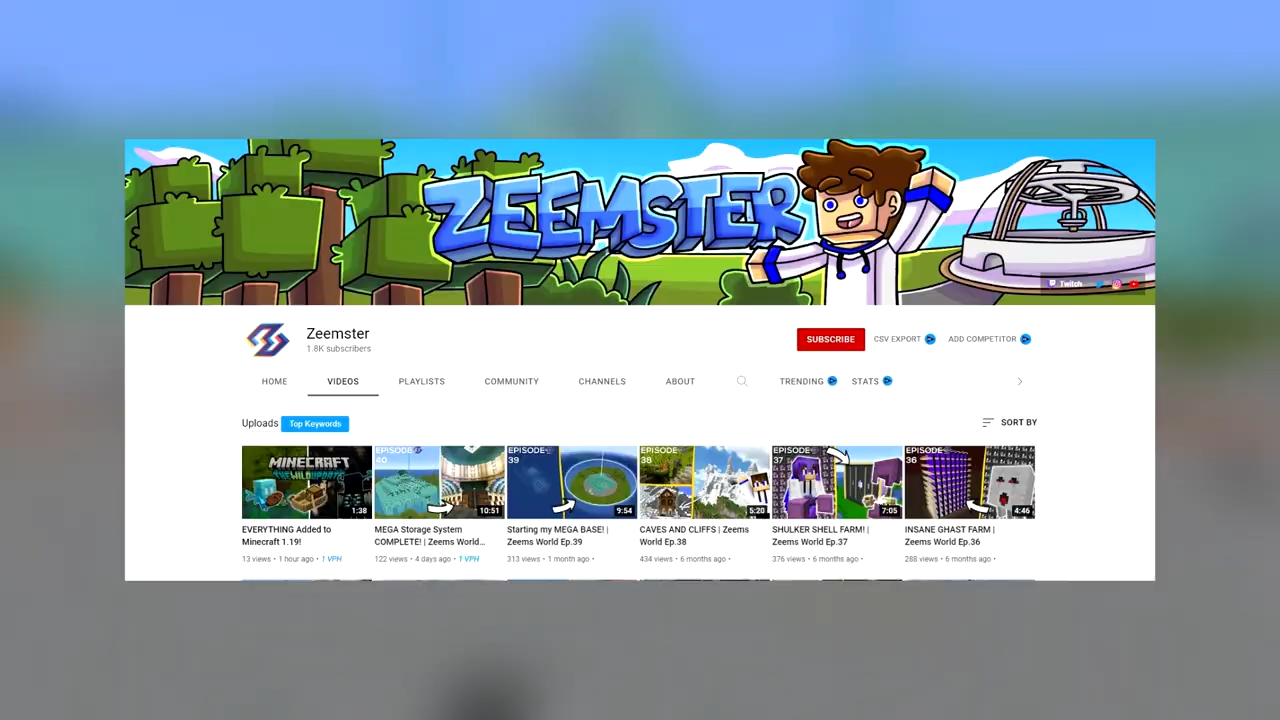 ZEEMSTER
Twitch
Zeemster
1.8K subscribers
SUBSCRIBE
CSV EXPORT
ADD COMPETITOR
HOME
VIDEOS
PLAYLISTS
COMMUNITY
CHANNELS
ABOUT
TRENDING
STATS
Uploads
Top Keywords
SORT BY
MINECRAFT
THE WILD UPDATE
1:38
EPISODE
40
10:51
EPISODE
39
9:54
EPISODE
38
5:20
EPISODE
37
7:05
EPISODE
36
4:46
EVERYTHING Added to
Minecraft 1.19!
13 views • 1 hour ago • 1 VPH
MEGA Storage System
COMPLETE! | Zeems World...
122 views • 4 days ago • 1 VPH
Starting my MEGA BASE! |
Zeems World Ep.39
313 views • 1 month ago •
CAVES AND CLIFFS | Zeems
World Ep.38
434 views • 6 months ago •
SHULKER SHELL FARM! |
Zeems World Ep.37
376 views • 6 months ago •
INSANE GHAST FARM |
Zeems World Ep.36
288 views • 6 months ago •